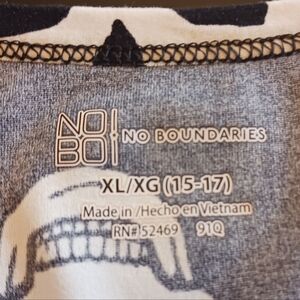 NO
BO!
NO BOUNDARIES
XL/XG (15-17)
Made in /Hecho en Vietnam
RN# 52469 91Q